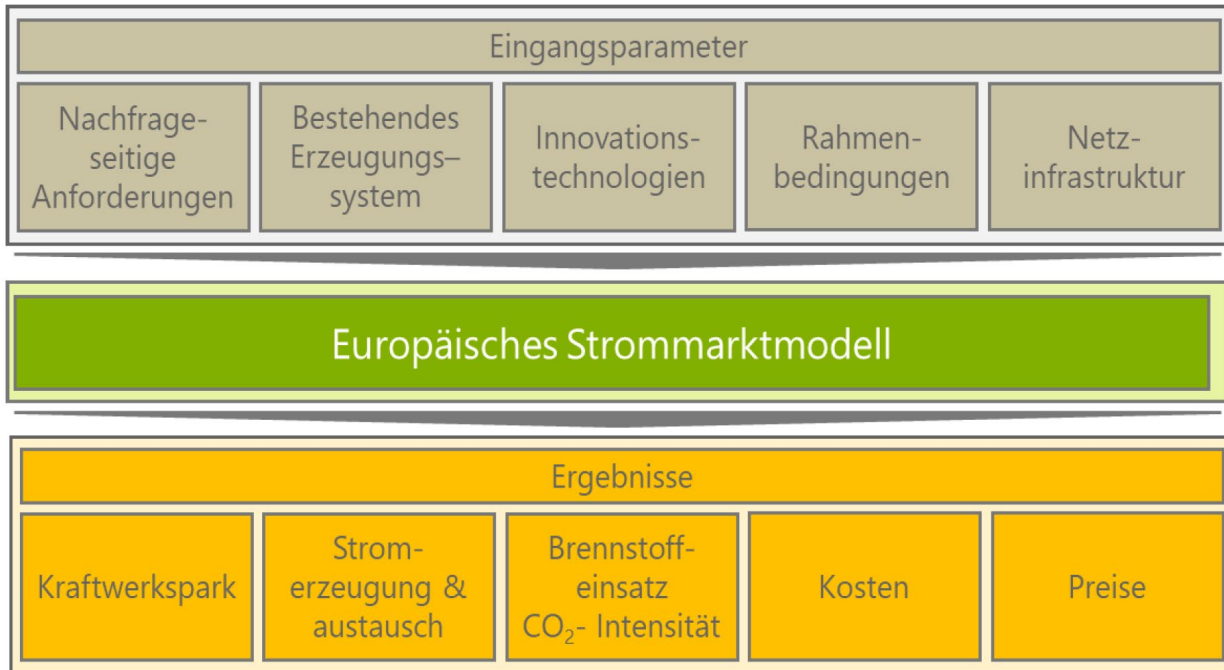 Eingangsparameter
Nachfrage-
seitige
Anforderungen
Bestehendes
Erzeugungs–
system
Innovations-
technologien
Rahmen-
bedingungen
Netz-
infrastruktur
Europäisches Strommarktmodell
Ergebnisse
Kraftwerkspark
Strom-
erzeugung &
austausch
Brennstoff-
einsatz
CO₂- Intensität
Kosten
Preise